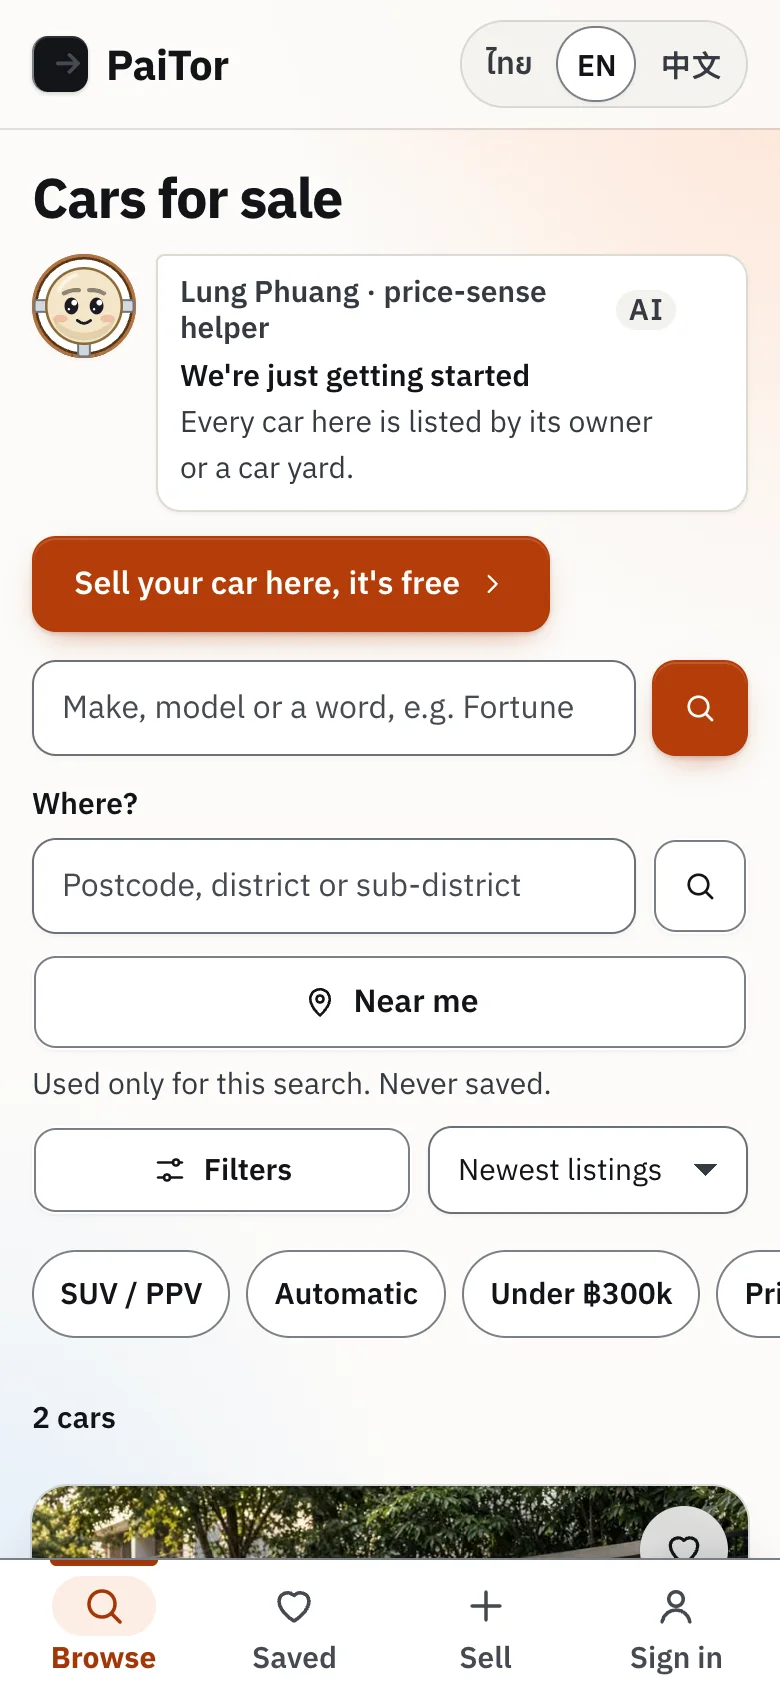 PaiTor
ไทย
EN
中文
Cars for sale
Lung Phuang · price-sense
helper
AI
We're just getting started
Every car here is listed by its owner
or a car yard.
Sell your car here, it's free
Make, model or a word, e.g. Fortune
Where?
Postcode, district or sub-district
Near me
Used only for this search. Never saved.
Filters
Newest listings
SUV / PPV
Automatic
Under ฿300k
Pri
2 cars
Browse
Saved
Sell
Sign in